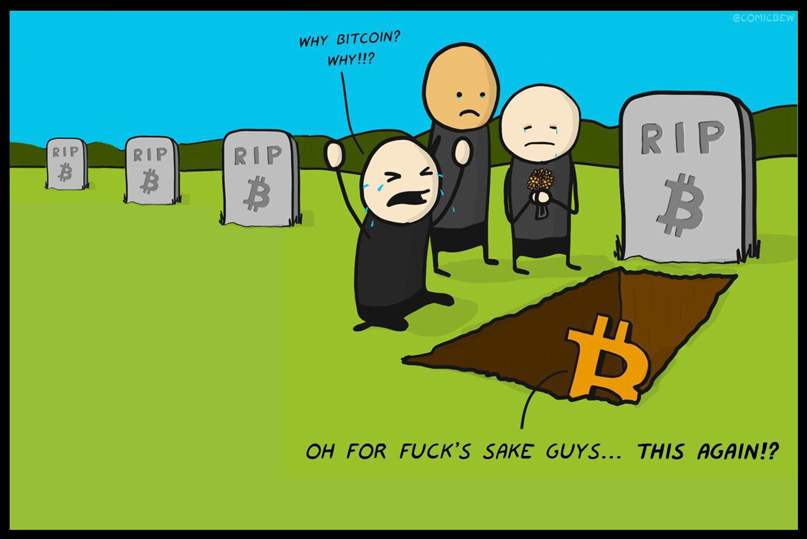 @COMICBEW
WHY BITCOIN?
WHY!!?
RIP
₿
RIP
₿
RIP
₿
RIP
₿
₿
OH FOR FUCK'S SAKE GUYS... THIS AGAIN!?